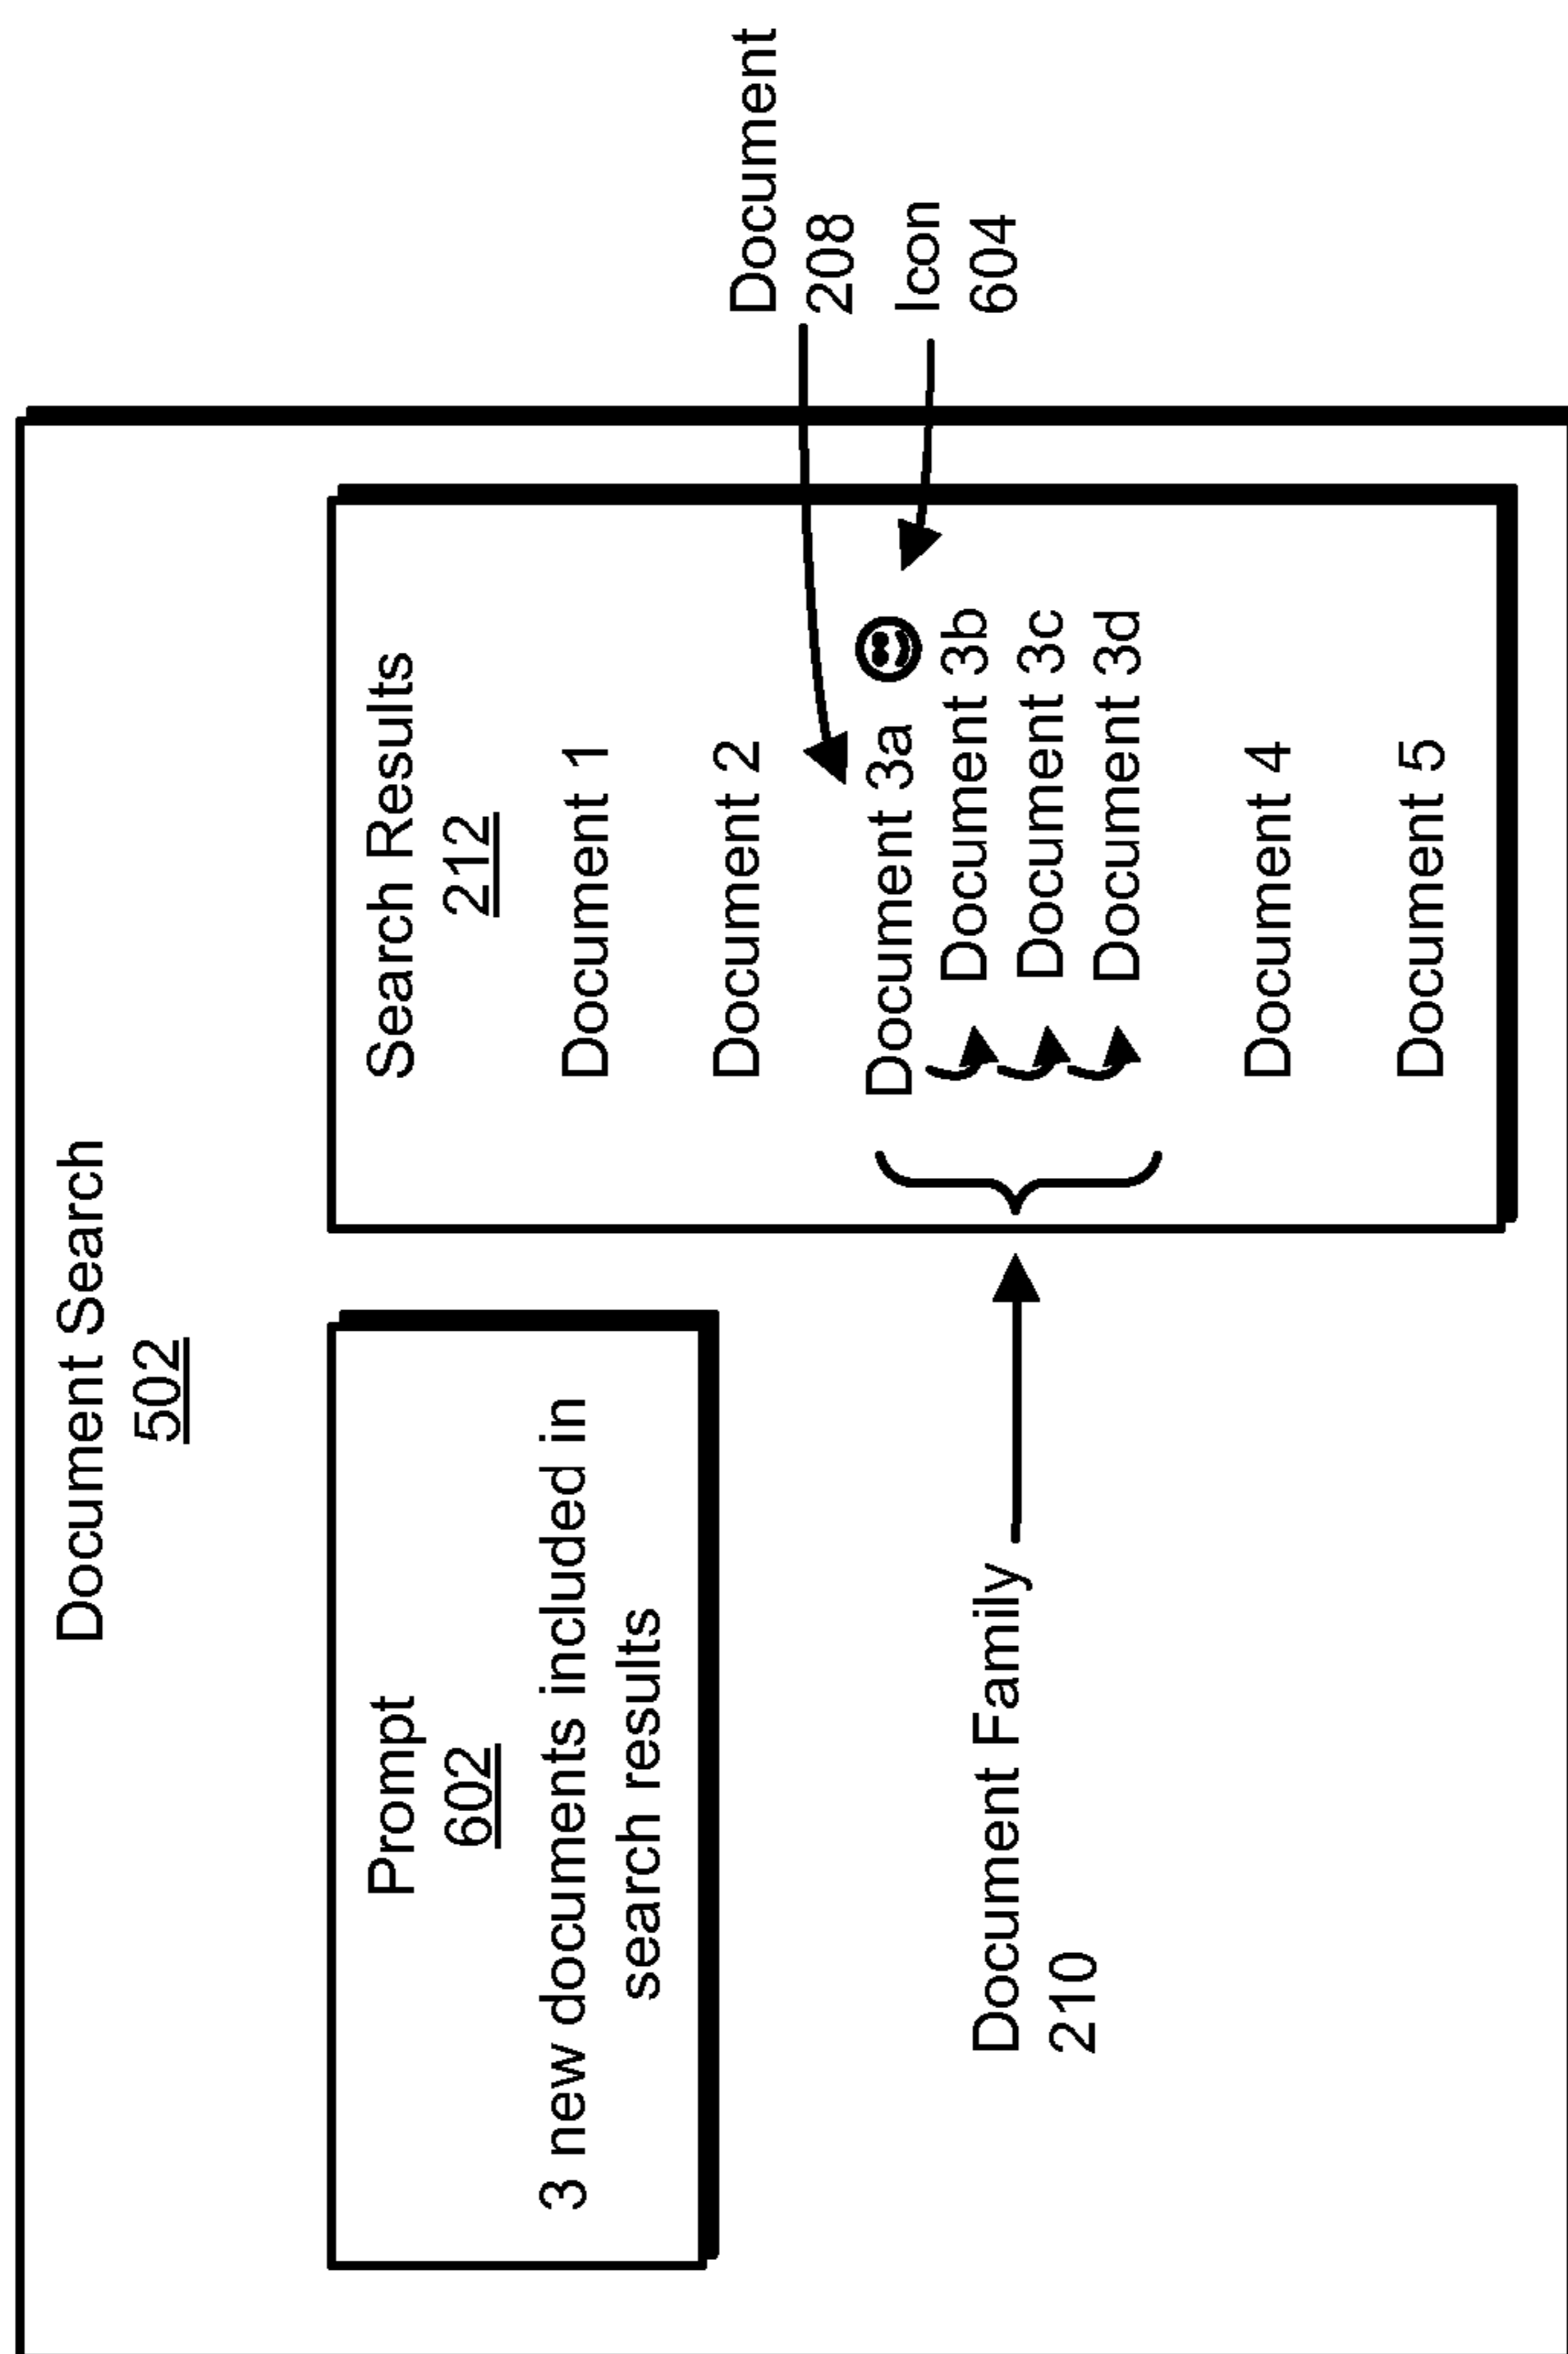 Document Search
502
Prompt
602
3 new documents included in
search results
Search Results
212
Document 1
Document 2
Document 3a
Document 3b
Document 3c
Document 3d
Document 4
Document 5
Document Family
210
Document
208
Icon
604